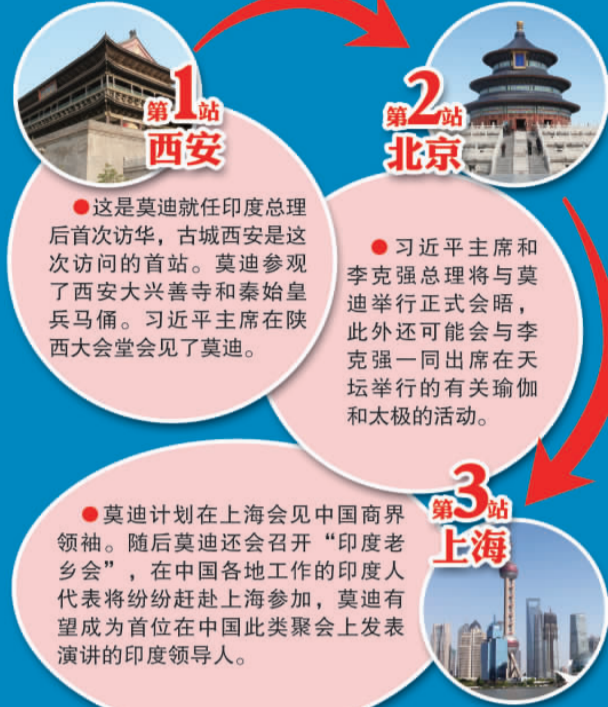 第1站
西安
●这是莫迪就任印度总理
后首次访华，古城西安是这
次访问的首站。莫迪参观
了西安大兴善寺和秦始皇
兵马俑。习近平主席在陕
西大会堂会见了莫迪。
第2站
北京
●习近平主席和
李克强总理将与莫
迪举行正式会晤，
此外还可能会与李
克强一同出席在天
坛举行的有关瑜伽
和太极的活动。
第3站
上海
●莫迪计划在上海会见中国商界
领袖。随后莫迪还会召开“印度老
乡会”，在中国各地工作的印度人
代表将纷纷赶赴上海参加，莫迪有
望成为首位在中国此类聚会上发表
演讲的印度领导人。